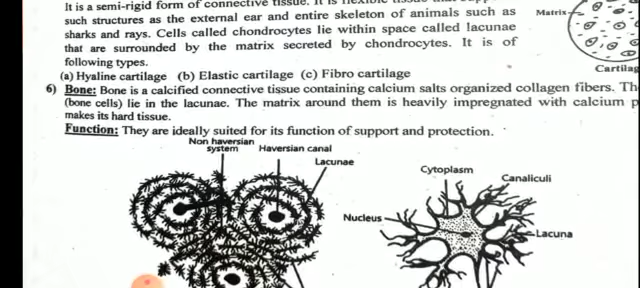 It is a semi-rigid form of connective tissue. It is flexible
such structures as the external ear and entire skeleton of animals such as
sharks and rays. Cells called chondrocytes lie within space called lacunae
that are surrounded by the matrix secreted by chondrocytes. It is of
following types.
(a) Hyaline cartilage (b) Elastic cartilage (c) Fibro cartilage
Matrix
Cartilag
6) Bone: Bone is a calcified connective tissue containing calcium salts organized collagen fibers. Th
(bone cells) lie in the lacunae. The matrix around them is heavily impregnated with calcium p
makes its hard tissue.
Function: They are ideally suited for its function of support and protection.
Non haversian
system
Haversian canal
Lacunae
Cytoplasm
Canaliculi
Nucleus
Lacuna